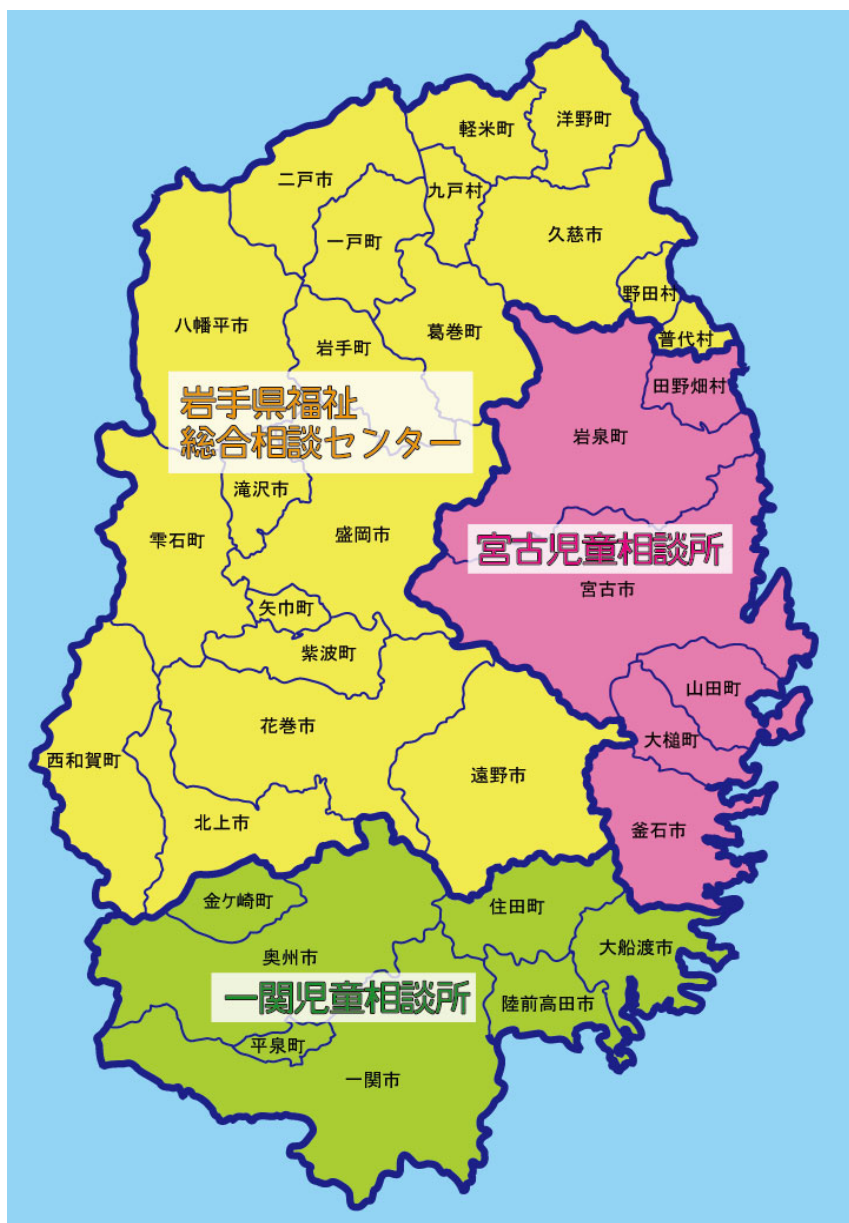 洋野町
軽米町
二戸市
九戸村
一戸町
久慈市
野田村
八幡平市
葛巻町
岩手町
普代村
田野畑村
岩手県福祉
総合相談センター
岩泉町
滝沢市
盛岡市
雫石町
宮古児童相談所
宮古市
矢巾町
紫波町
山田町
花巻市
大槌町
西和賀町
遠野市
北上市
釜石市
金ケ崎町
住田町
大船渡市
奥州市
一関児童相談所
陸前高田市
平泉町
一関市